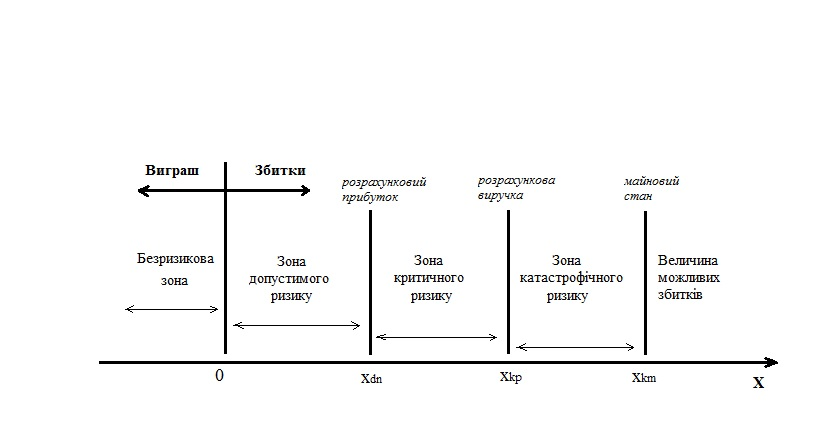 Виграш
Збитки
розрахунковий
прибуток
розрахункова
виручка
майновий
стан
Безризикова
зона
Зона
допустимого
ризику
Зона
критичного
ризику
Зона
катастрофічного
ризику
Величина
можливих
збитків
0
Xdn
Xkp
Xkm
X